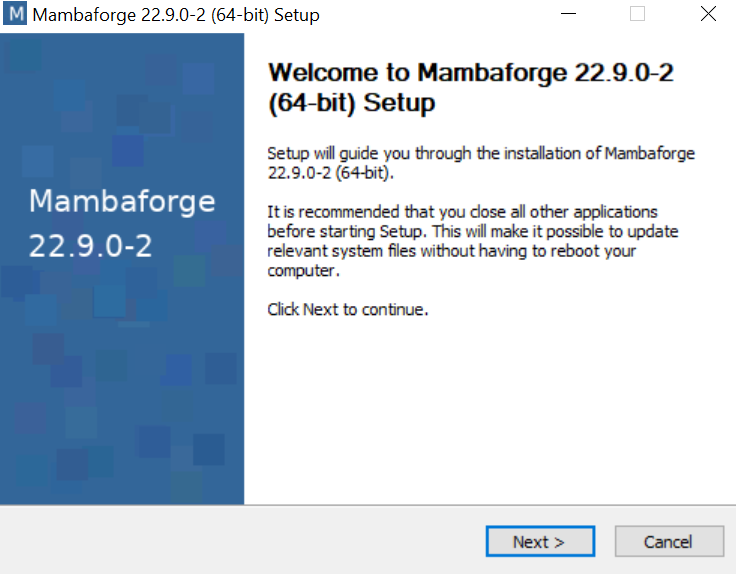 M Mambaforge 22.9.0-2 (64-bit) Setup
Welcome to Mambaforge 22.9.0-2
(64-bit) Setup
Setup will guide you through the installation of Mambaforge
22.9.0-2 (64-bit).
It is recommended that you close all other applications
before starting Setup. This will make it possible to update
relevant system files without having to reboot your
computer.
Click Next to continue.
Mambaforge
22.9.0-2
Next >
Cancel